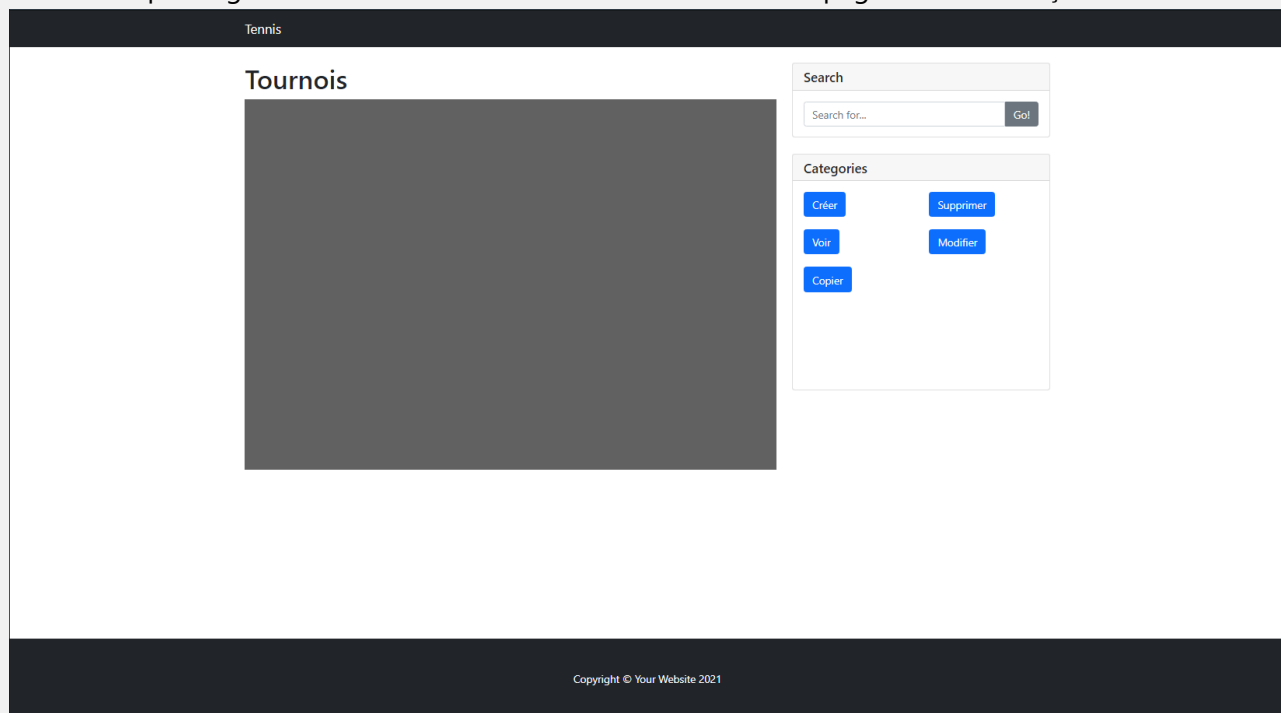 Tennis
Tournois
Search
Search for...
Go!
Categories
Créer
Supprimer
Voir
Modifier
Copier
Copyright © Your Website 2021